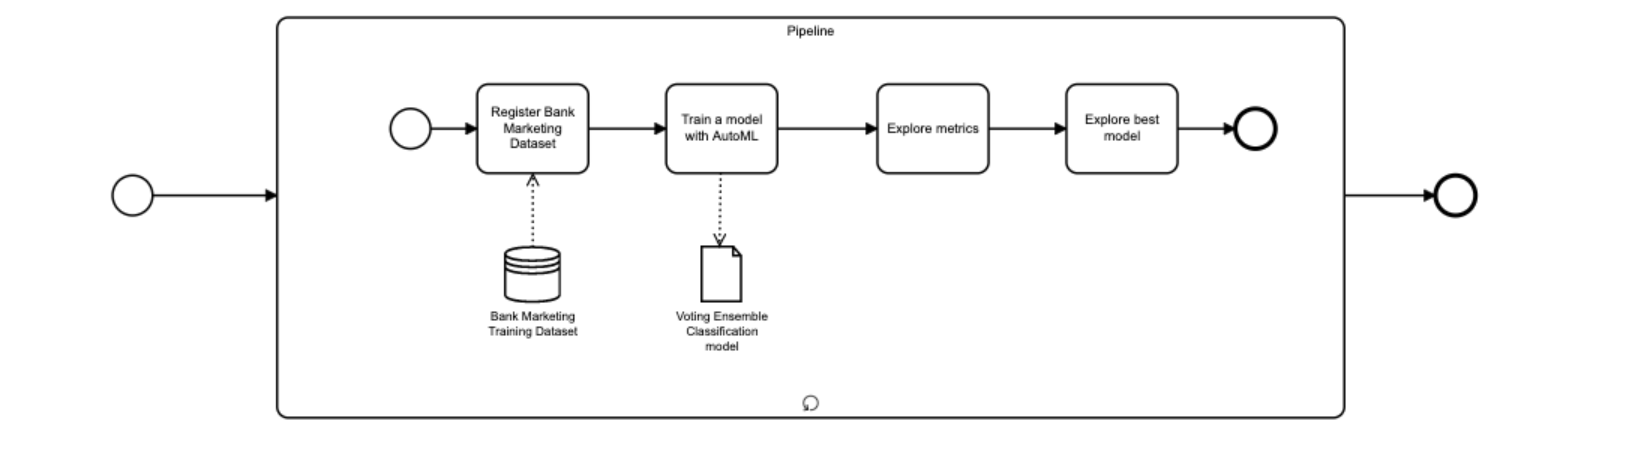 Pipeline
Register Bank
Marketing
Dataset
Train a model
with AutoML
Explore metrics
Explore best
model
Bank Marketing
Training Dataset
Voting Ensemble
Classification
model